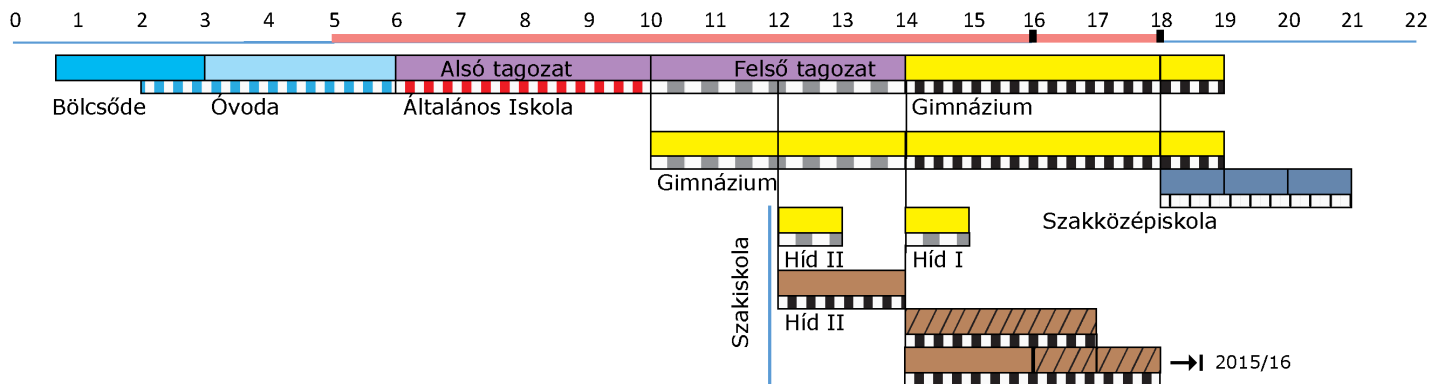 0 1 2 3 4 5 6 7 8 9 10 11 12 13 14 15 16 17 18 19 20 21 22
Alsó tagozat Felső tagozat
Bölcsőde Óvoda Általános Iskola Gimnázium
Gimnázium
Szakközépiskola
Szakiskola
Híd II Híd I
Híd II
2015/16